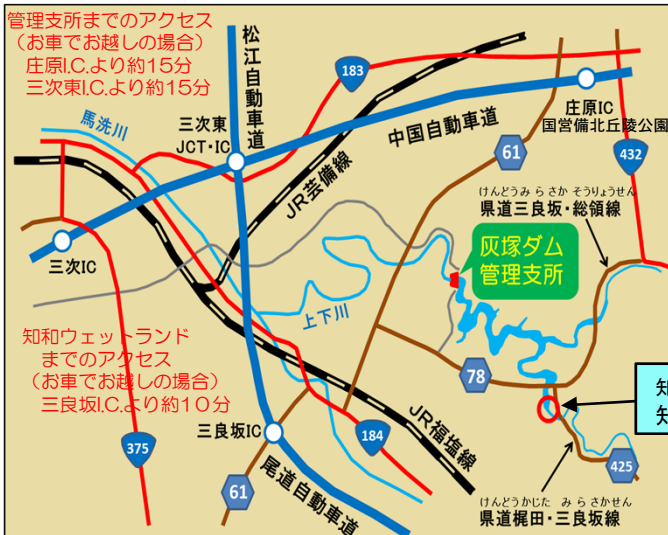 管理支所までのアクセス
（お車でお越しの場合）
庄原I.C.より約15分
三次東I.C.より約15分
松江自動車道
183
馬洗川
三次東
JCT・IC
JR芸備線
中国自動車道
庄原IC
国営備北丘陵公園
61
432
けんどうみらさか そうりょうせん
県道三良坂・総領線
三次IC
灰塚ダム
管理支所
上下川
知和ウェットランド
までのアクセス
（お車でお越しの場合）
三良坂I.C.より約10分
78
知
知
375
三良坂IC
184
JR福塩線
425
61
尾道自動車道
けんどうかじた みらさかせん
県道梶田・三良坂線